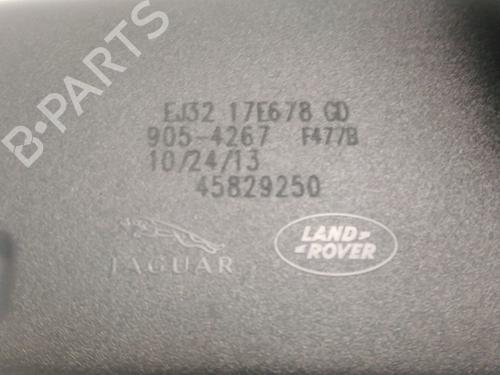 B-PARTS
EJ32 17E678 GD
905-4267 F477B
10/24/13
45829250
JAGUAR
LAND
ROVER